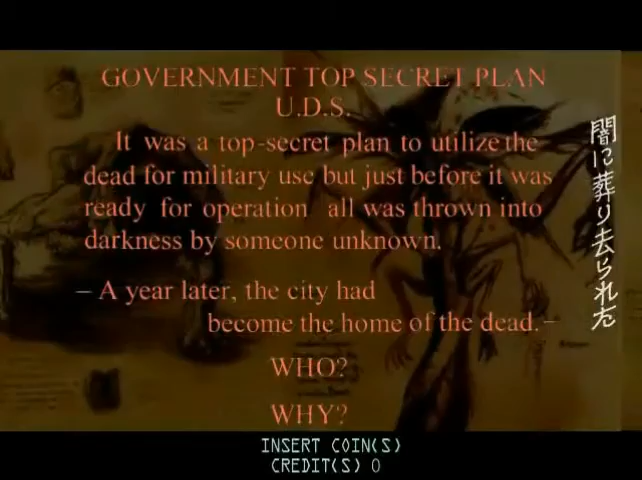 GOVERNMENT TOP SECRET PLAN
U.D.S.
It was a top-secret plan to utilize the
dead for military use but just before it was
ready for operation all was thrown into
darkness by someone unknown.
– A year later, the city had
become the home of the dead.–
WHO?
WHY?
闇に葬り去られた
INSERT COIN(S)
CREDIT(S) 0